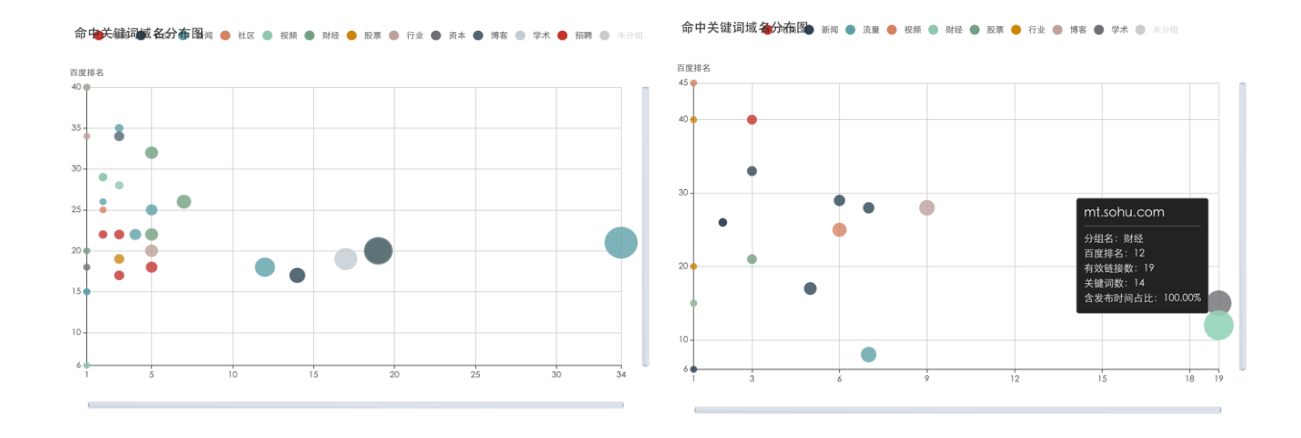 命中关键词域名分布图
新闻 社区 视频 财经 股票 行业 资本 博客 学术 招聘 未分组
百度排名
40
35
30
25
20
15
10
6
1 5 10 15 20 25 30 34
命中关键词域名分布图
新闻 流量 视频 财经 股票 行业 博客 学术 未分组
百度排名
45
40
30
20
10
6
1 3 6 9 12 15 18 19
mt.sohu.com
分组名：财经
百度排名：12
有效链接数：19
关键词数：14
含发布时间占比：100.00%